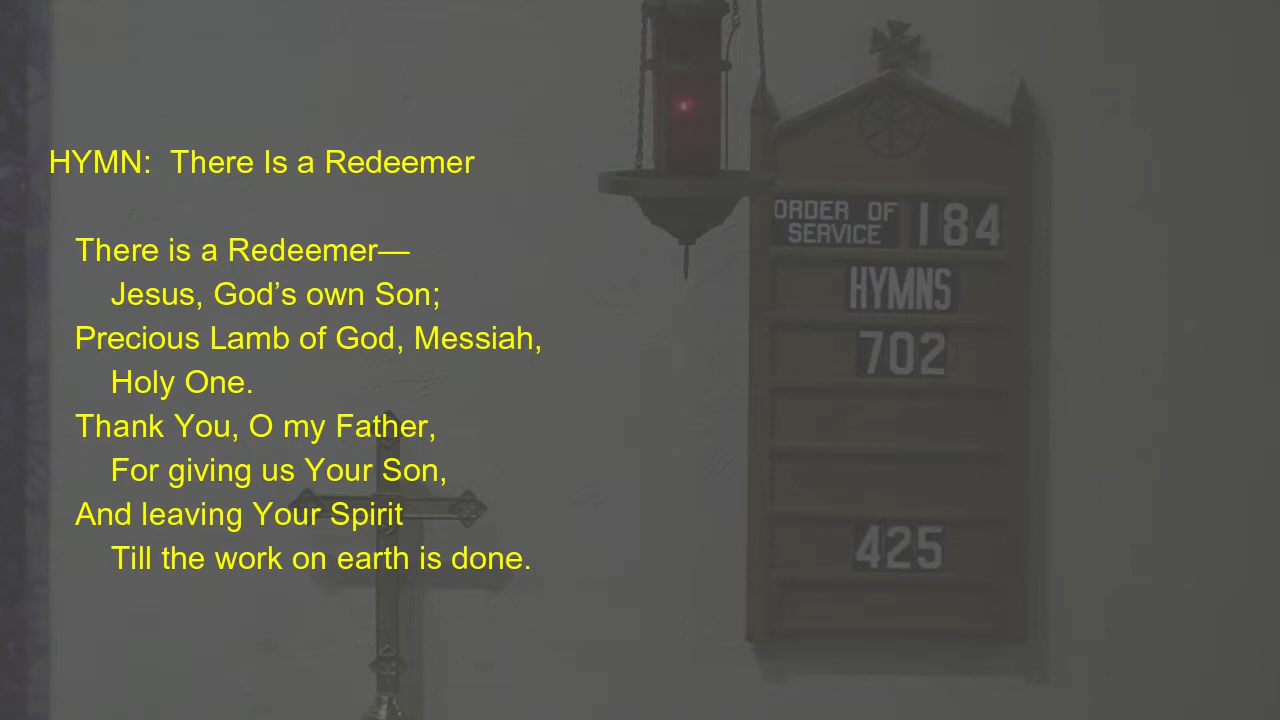 HYMN:  There Is a Redeemer
There is a Redeemer—
Jesus, God’s own Son;
Precious Lamb of God, Messiah,
Holy One.
Thank You, O my Father,
For giving us Your Son,
And leaving Your Spirit
Till the work on earth is done.
ORDER OF
SERVICE 184
HYMNS
702
425